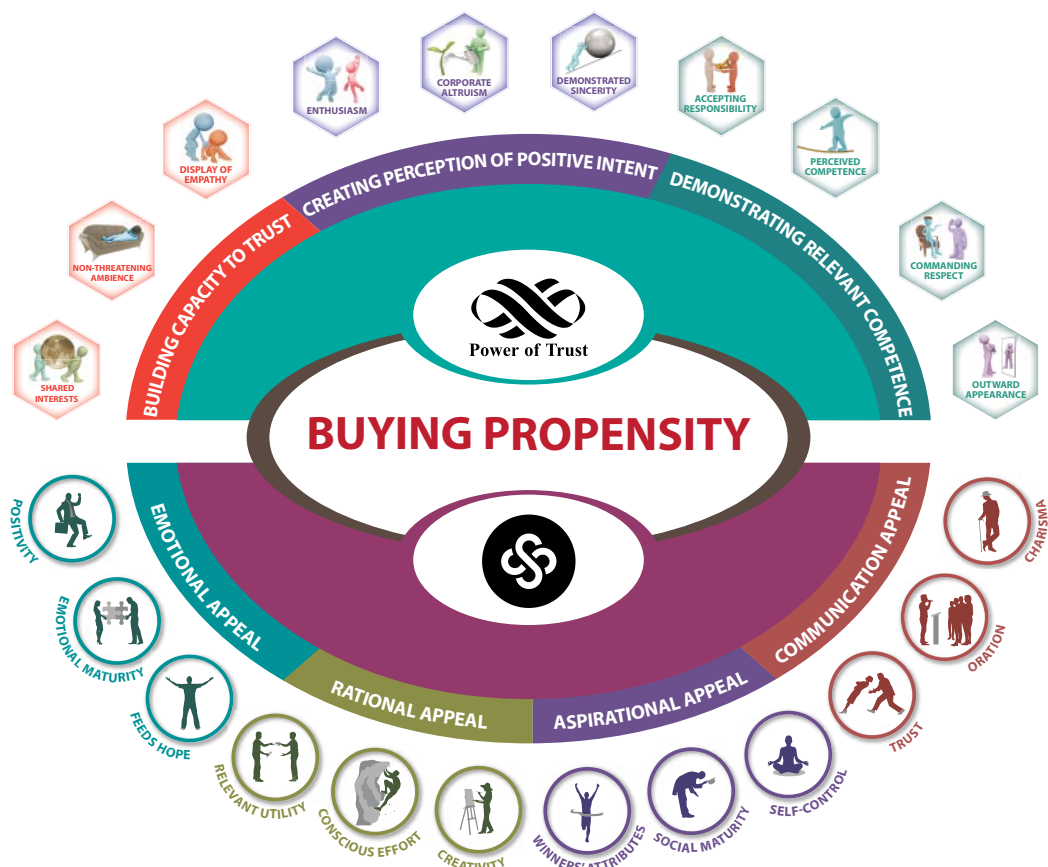 ENTHUSIASM
CORPORATE
ALTRUISM
DEMONSTRATED
SINCERITY
ACCEPTING
RESPONSIBILITY
DISPLAY OF
EMPATHY
PERCEIVED
COMPETENCE
NON-THREATENING
AMBIENCE
COMMANDING
RESPECT
SHARED
INTERESTS
OUTWARD
APPEARANCE
BUILDING CAPACITY TO TRUST
CREATING PERCEPTION OF POSITIVE INTENT
DEMONSTRATING RELEVANT COMPETENCE
Power of Trust
BUYING PROPENSITY
EMOTIONAL APPEAL
RATIONAL APPEAL
ASPIRATIONAL APPEAL
COMMUNICATION APPEAL
POSITIVITY
EMOTIONAL MATURITY
FEEDS HOPE
RELEVANT UTILITY
CONSCIOUS EFFORT
CREATIVITY
WINNERS' ATTRIBUTES
SOCIAL MATURITY
SELF-CONTROL
TRUST
ORATION
CHARISMA